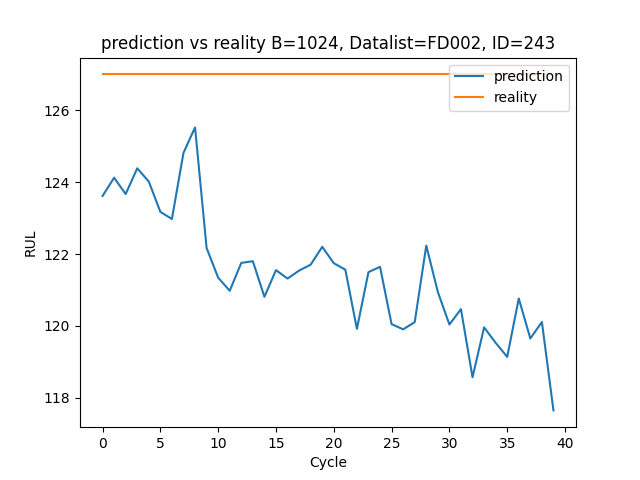 prediction vs reality B=1024, Datalist=FD002, ID=243
prediction
reality
126
124
122
120
118
RUL
0 5 10 15 20 25 30 35 40
Cycle